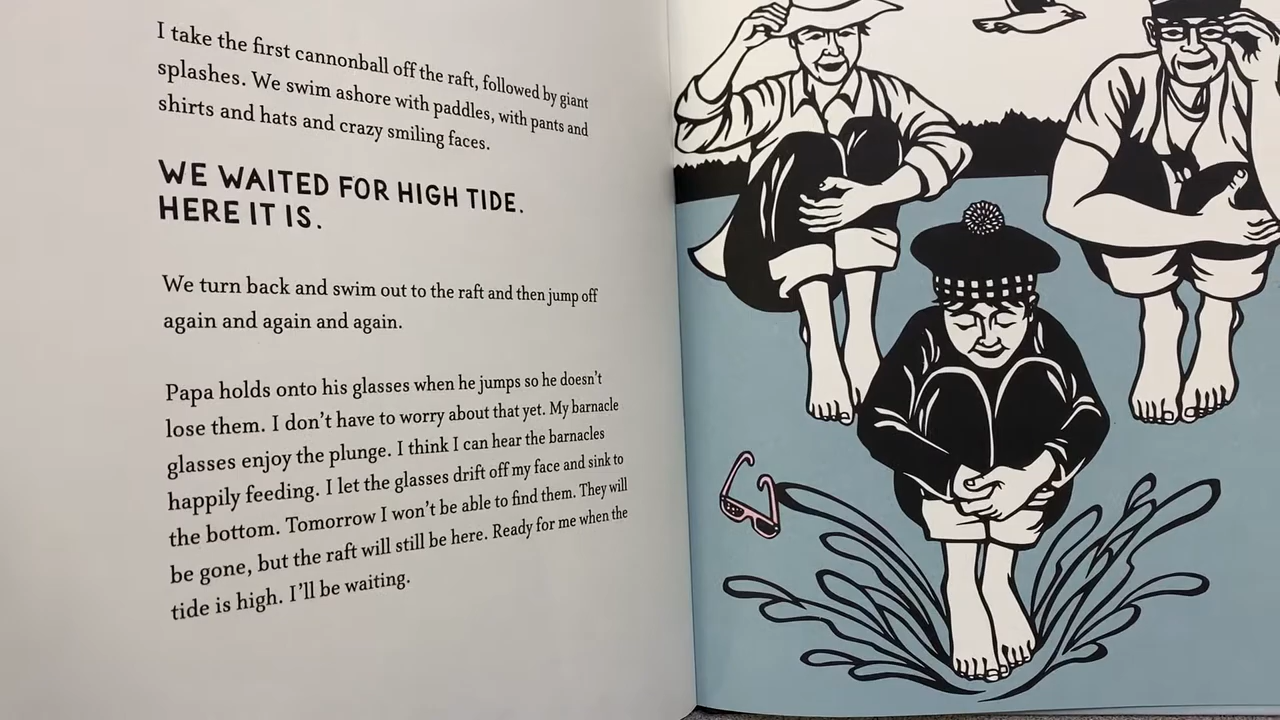 I take the first cannonball off the raft, followed by giant
splashes. We swim ashore with paddles, with pants and
shirts and hats and crazy smiling faces.
WE WAITED FOR HIGH TIDE.
HERE IT IS.
We turn back and swim out to the raft and then jump off
again and again and again.
Papa holds onto his glasses when he jumps so he doesn't
lose them. I don't have to worry about that yet. My barnacle
glasses enjoy the plunge. I think I can hear the barnacles
happily feeding. I let the glasses drift off my face and sink to
the bottom. Tomorrow I won't be able to find them. They will
be gone, but the raft will still be here. Ready for me when the
tide is high. I'll be waiting.